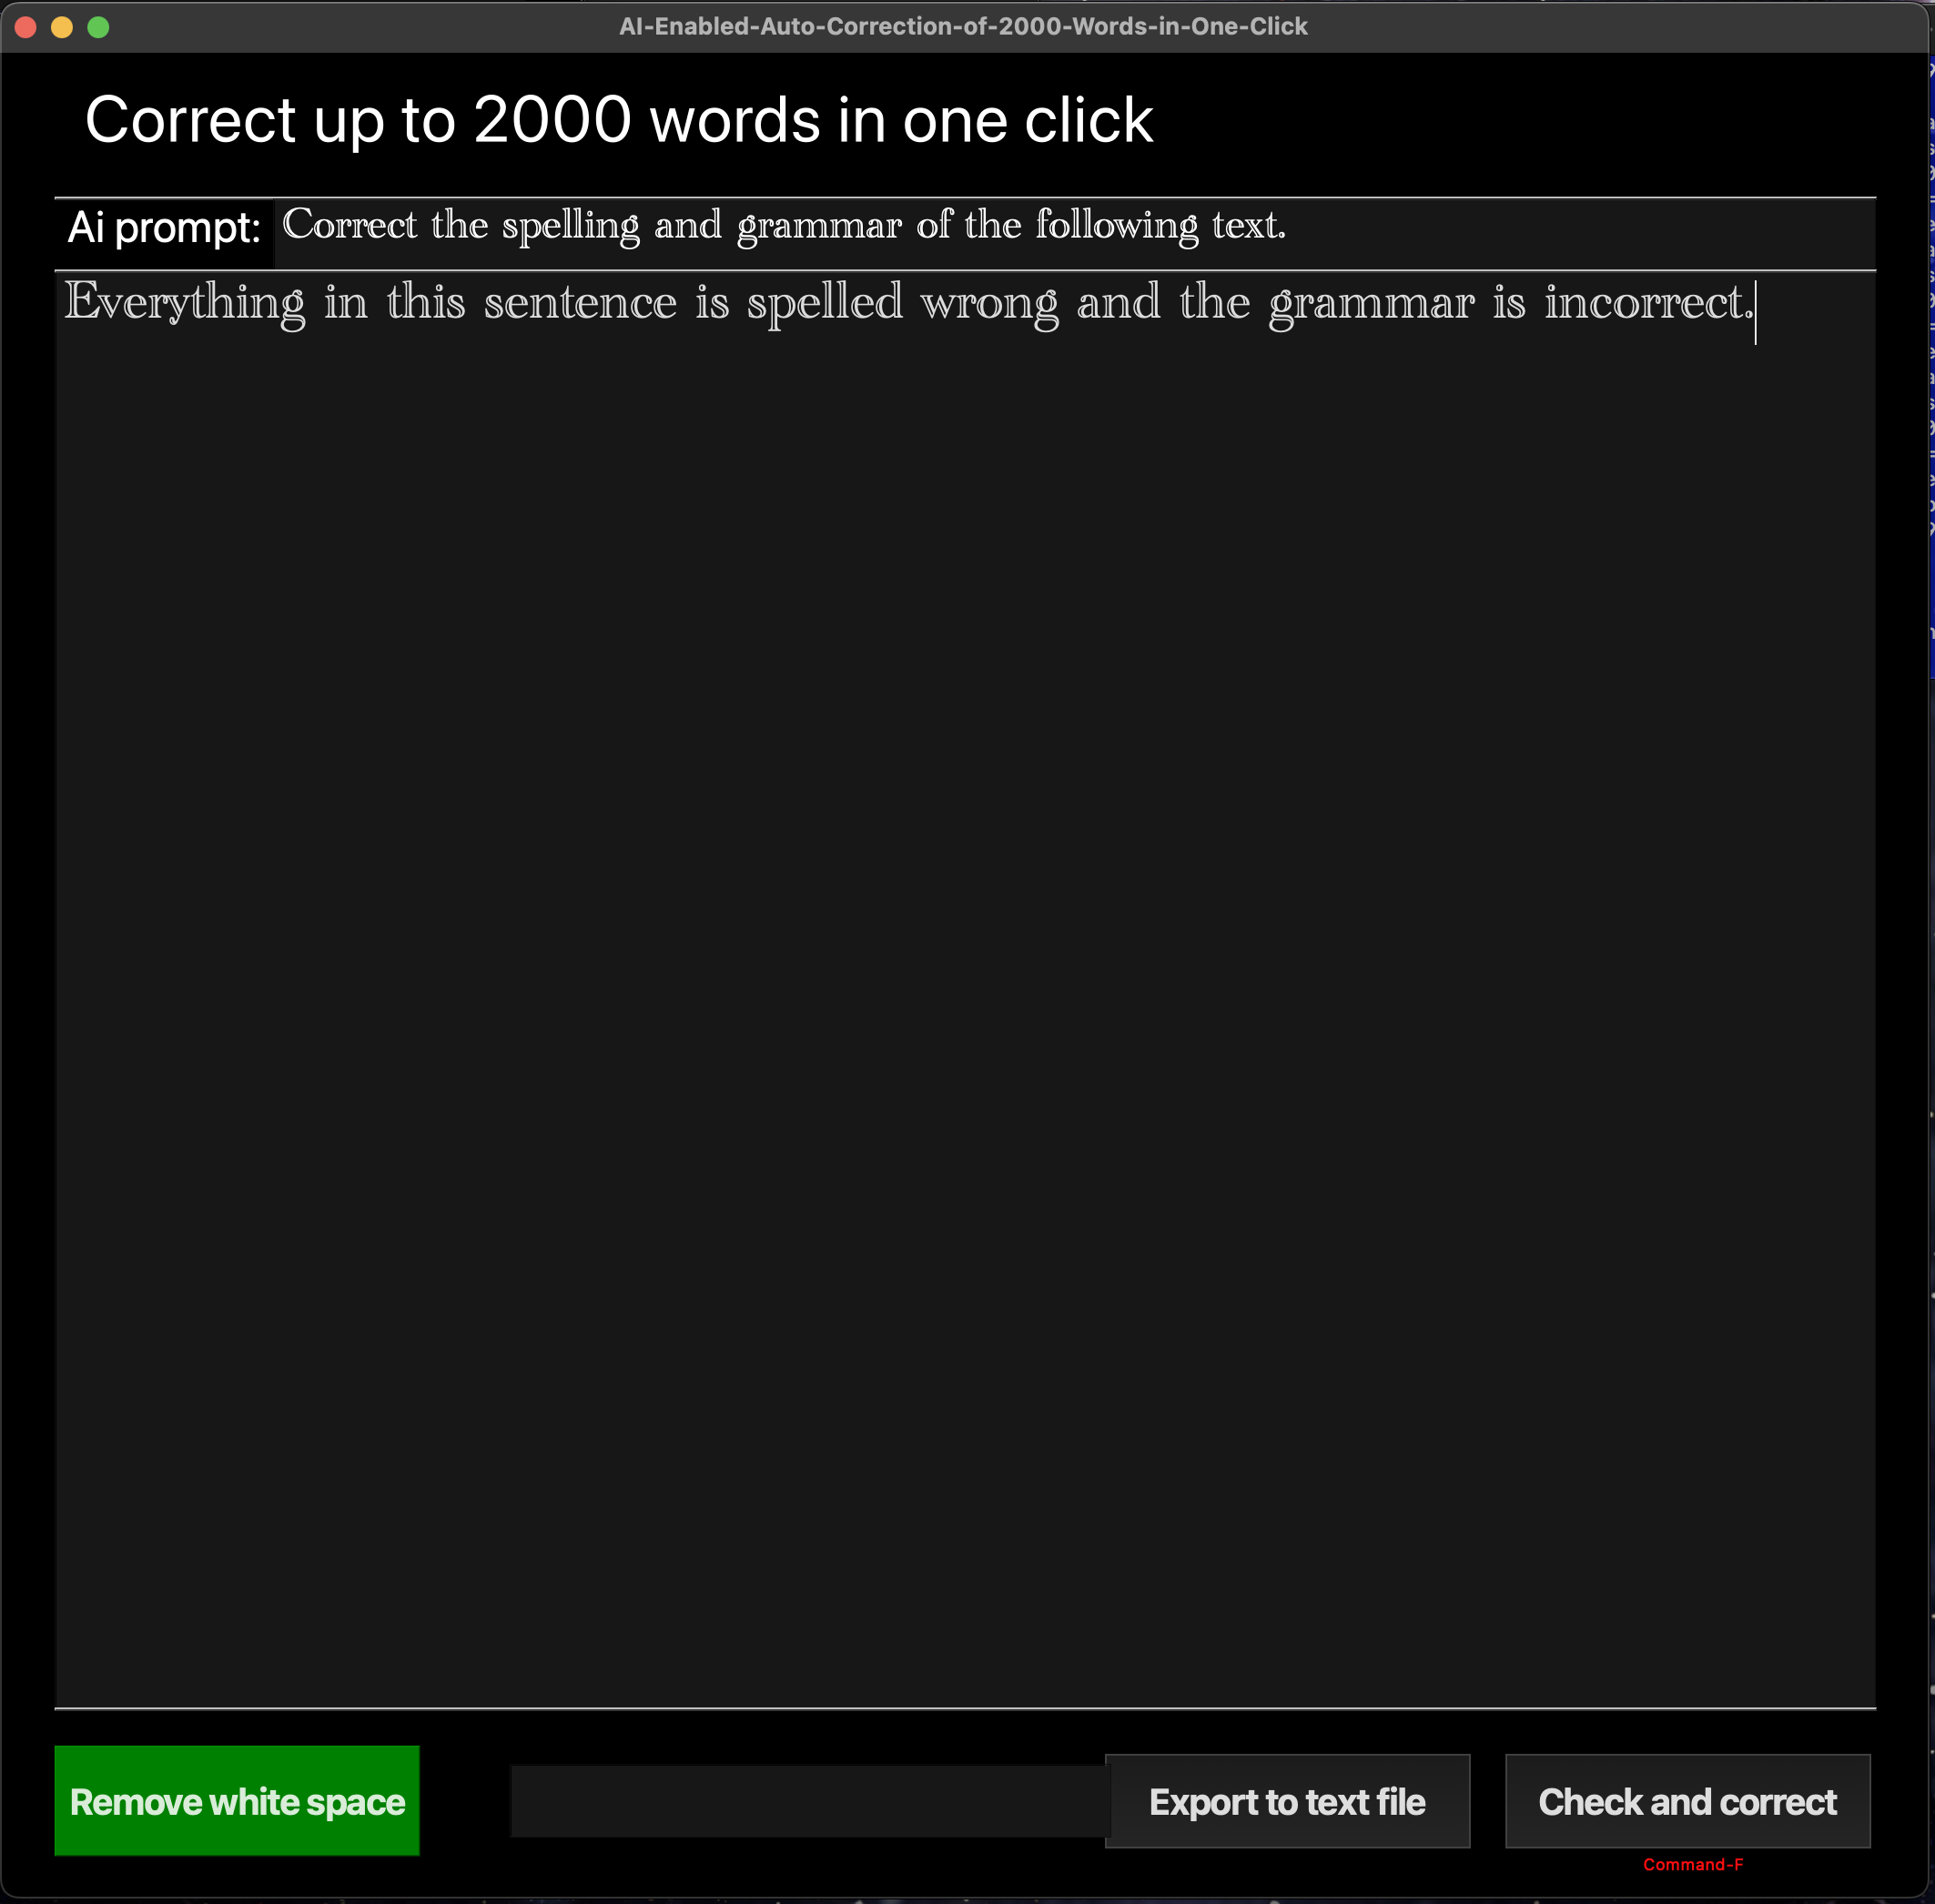 AI-Enabled-Auto-Correction-of-2000-Words-in-One-Click
Correct up to 2000 words in one click
Ai prompt: Correct the spelling and grammar of the following text.
Everything in this sentence is spelled wrong and the grammar is incorrect.
Remove white space
Export to text file
Check and correct
Command-F